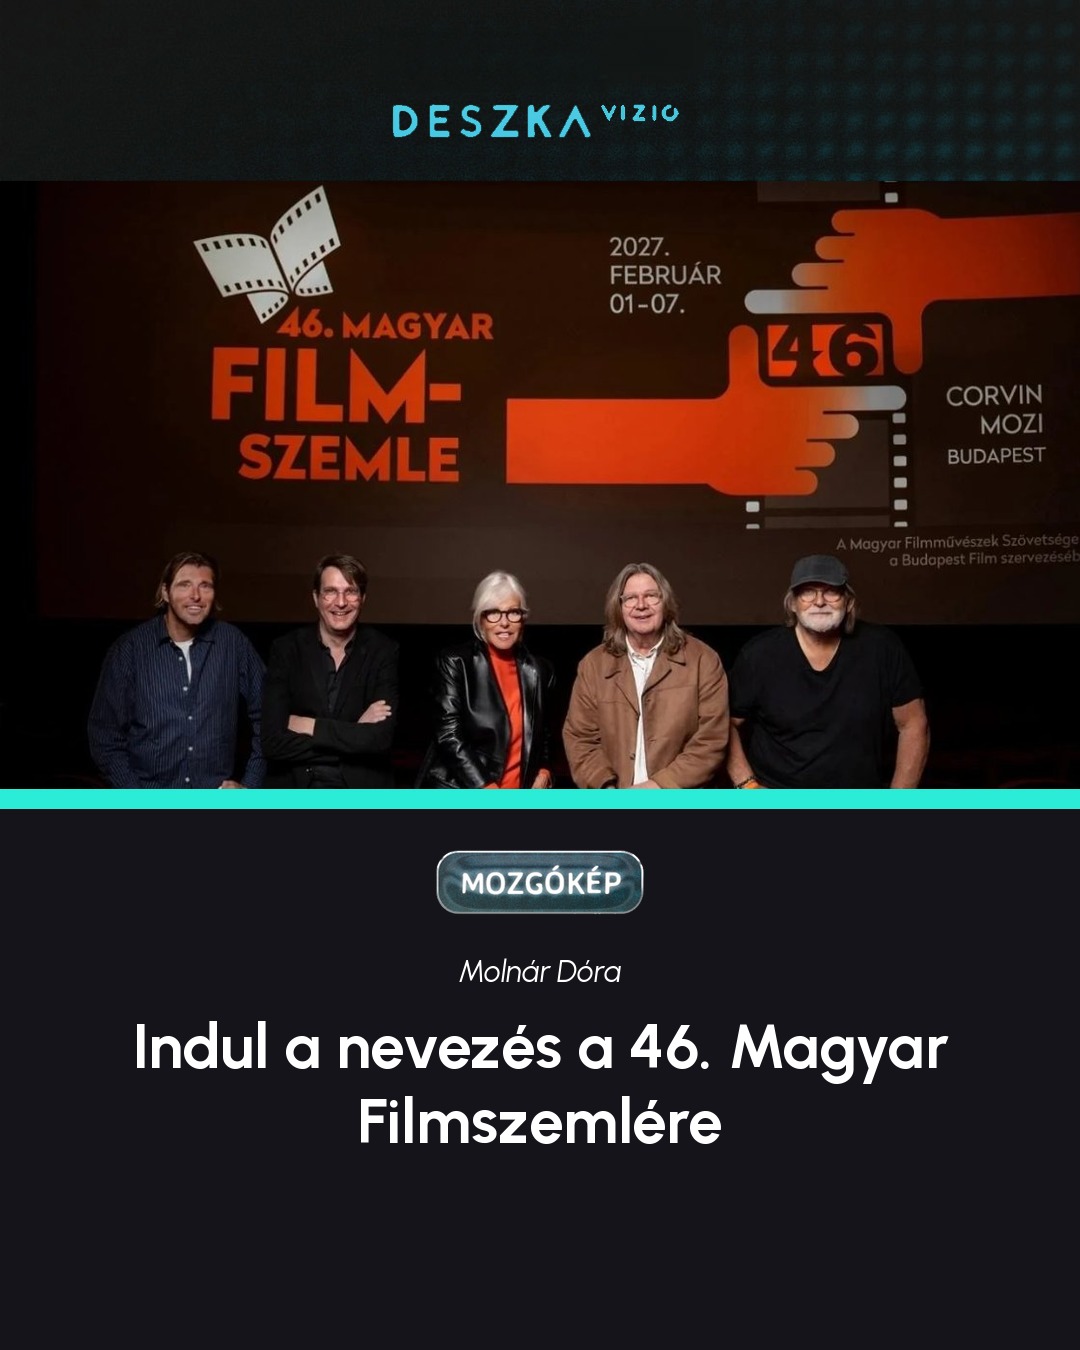 DESZKA VIZIO
46. MAGYAR
FILM-
SZEMLE
2027.
FEBRUÁR
01-07.
46
CORVIN
MOZI
BUDAPEST
A Magyar Filmművészek Szövetsége
a Budapest Film szervezéséb
MOZGÓKÉP
Molnár Dóra
Indul a nevezés a 46. Magyar
Filmszemlére